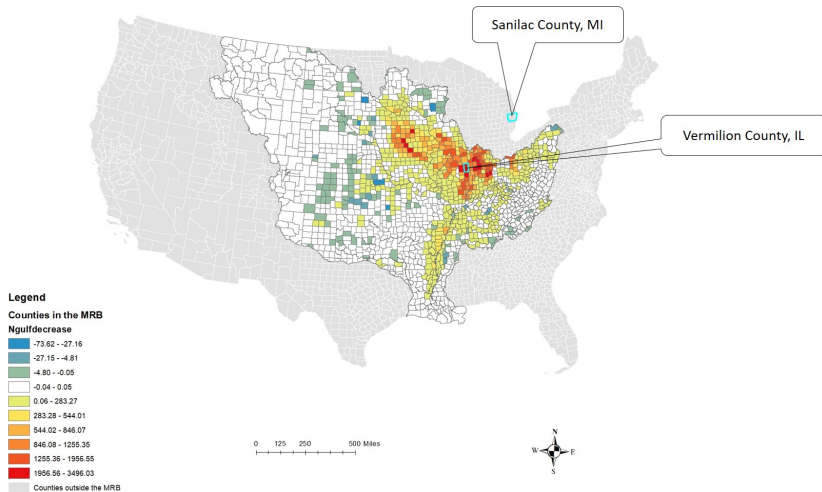 Sanilac County, MI
Vermilion County, IL
Legend
Counties in the MRB
Ngulfdecrease
-73.62 - -27.16
-27.15 - -4.81
-4.80 - -0.05
-0.04 - 0.05
0.06 - 283.27
283.28 - 544.01
544.02 - 846.07
846.08 - 1255.35
1255.36 - 1956.55
1956.56 - 3496.03
Counties outside the MRB
0 125 250 500 Miles
N
W E
S